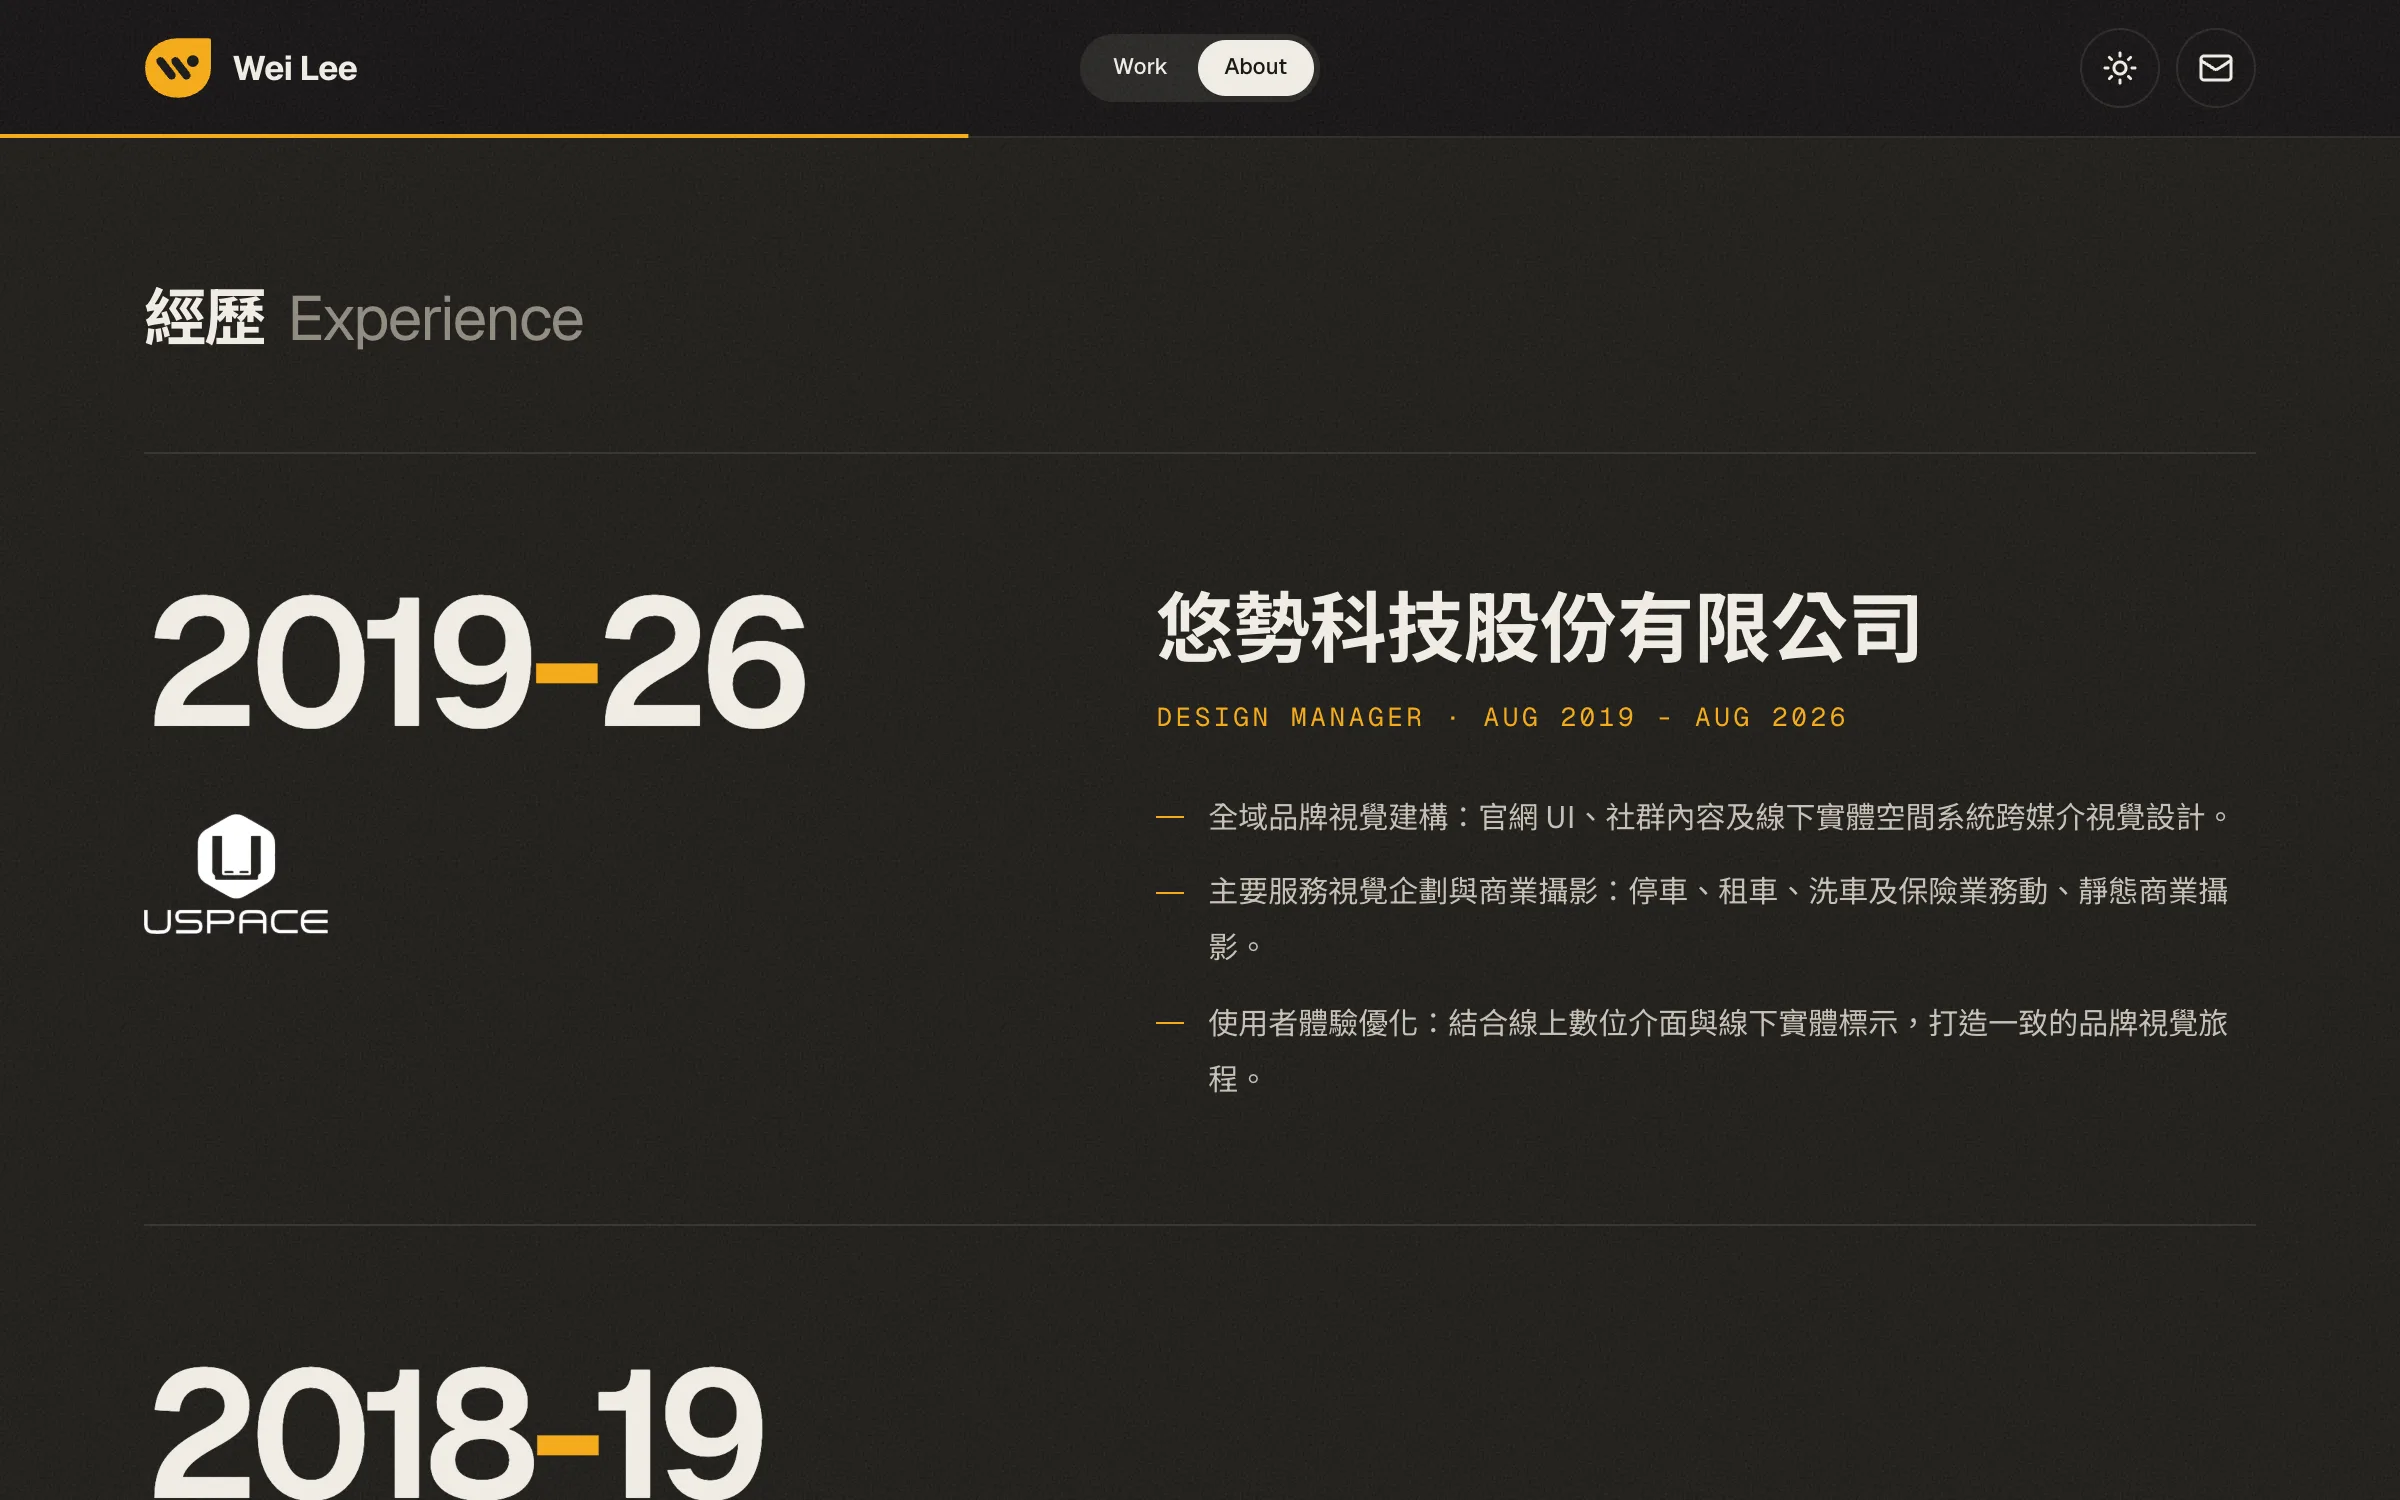 Wei Lee
Work
About
經歷 Experience
2019-26
悠勢科技股份有限公司
DESIGN MANAGER · AUG 2019 - AUG 2026
USPACE
— 全域品牌視覺建構：官網 UI、社群內容及線下實體空間系統跨媒介視覺設計。
— 主要服務視覺企劃與商業攝影：停車、租車、洗車及保險業務動、靜態商業攝
影。
— 使用者體驗優化：結合線上數位介面與線下實體標示，打造一致的品牌視覺旅
程。
2018-19